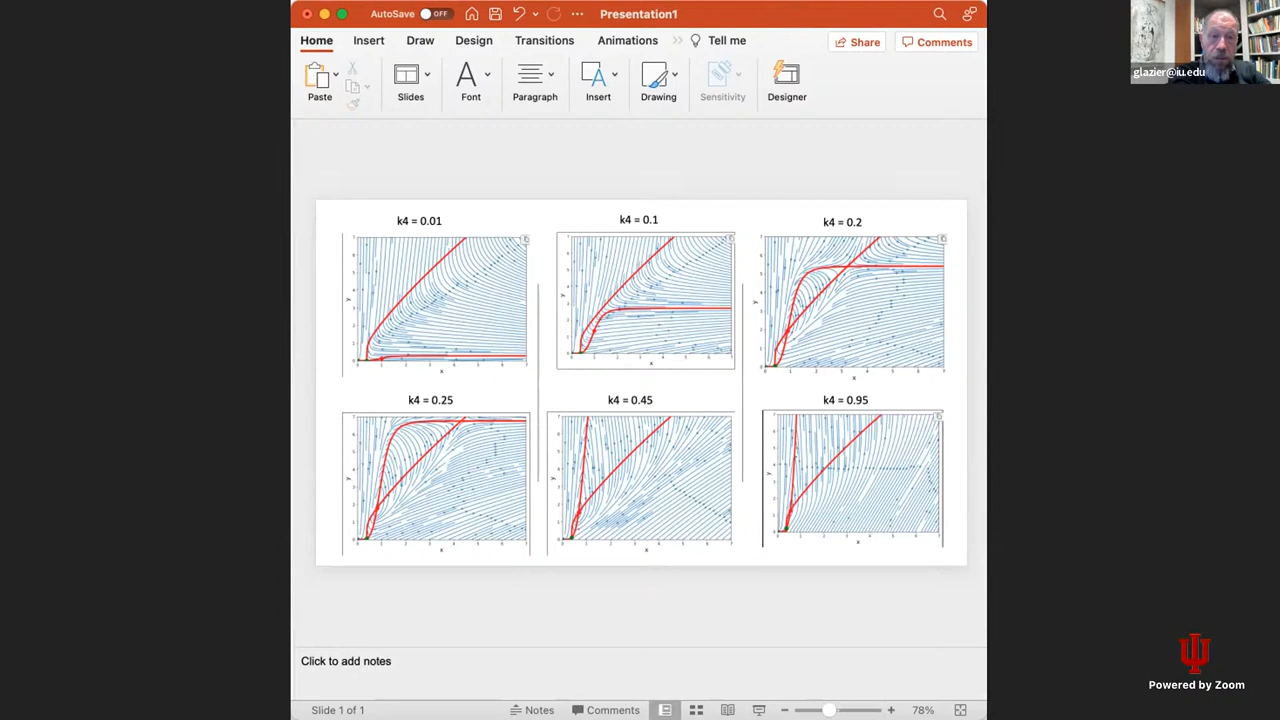 AutoSave OFF Presentation1
Home Insert Draw Design Transitions Animations Tell me Share Comments
Paste Slides Font Paragraph Insert Drawing Sensitivity Designer
glazier@iu.edu
k4 = 0.01 k4 = 0.1 k4 = 0.2
k4 = 0.25 k4 = 0.45 k4 = 0.95
Click to add notes
Powered by Zoom
Slide 1 of 1 Notes Comments 78%